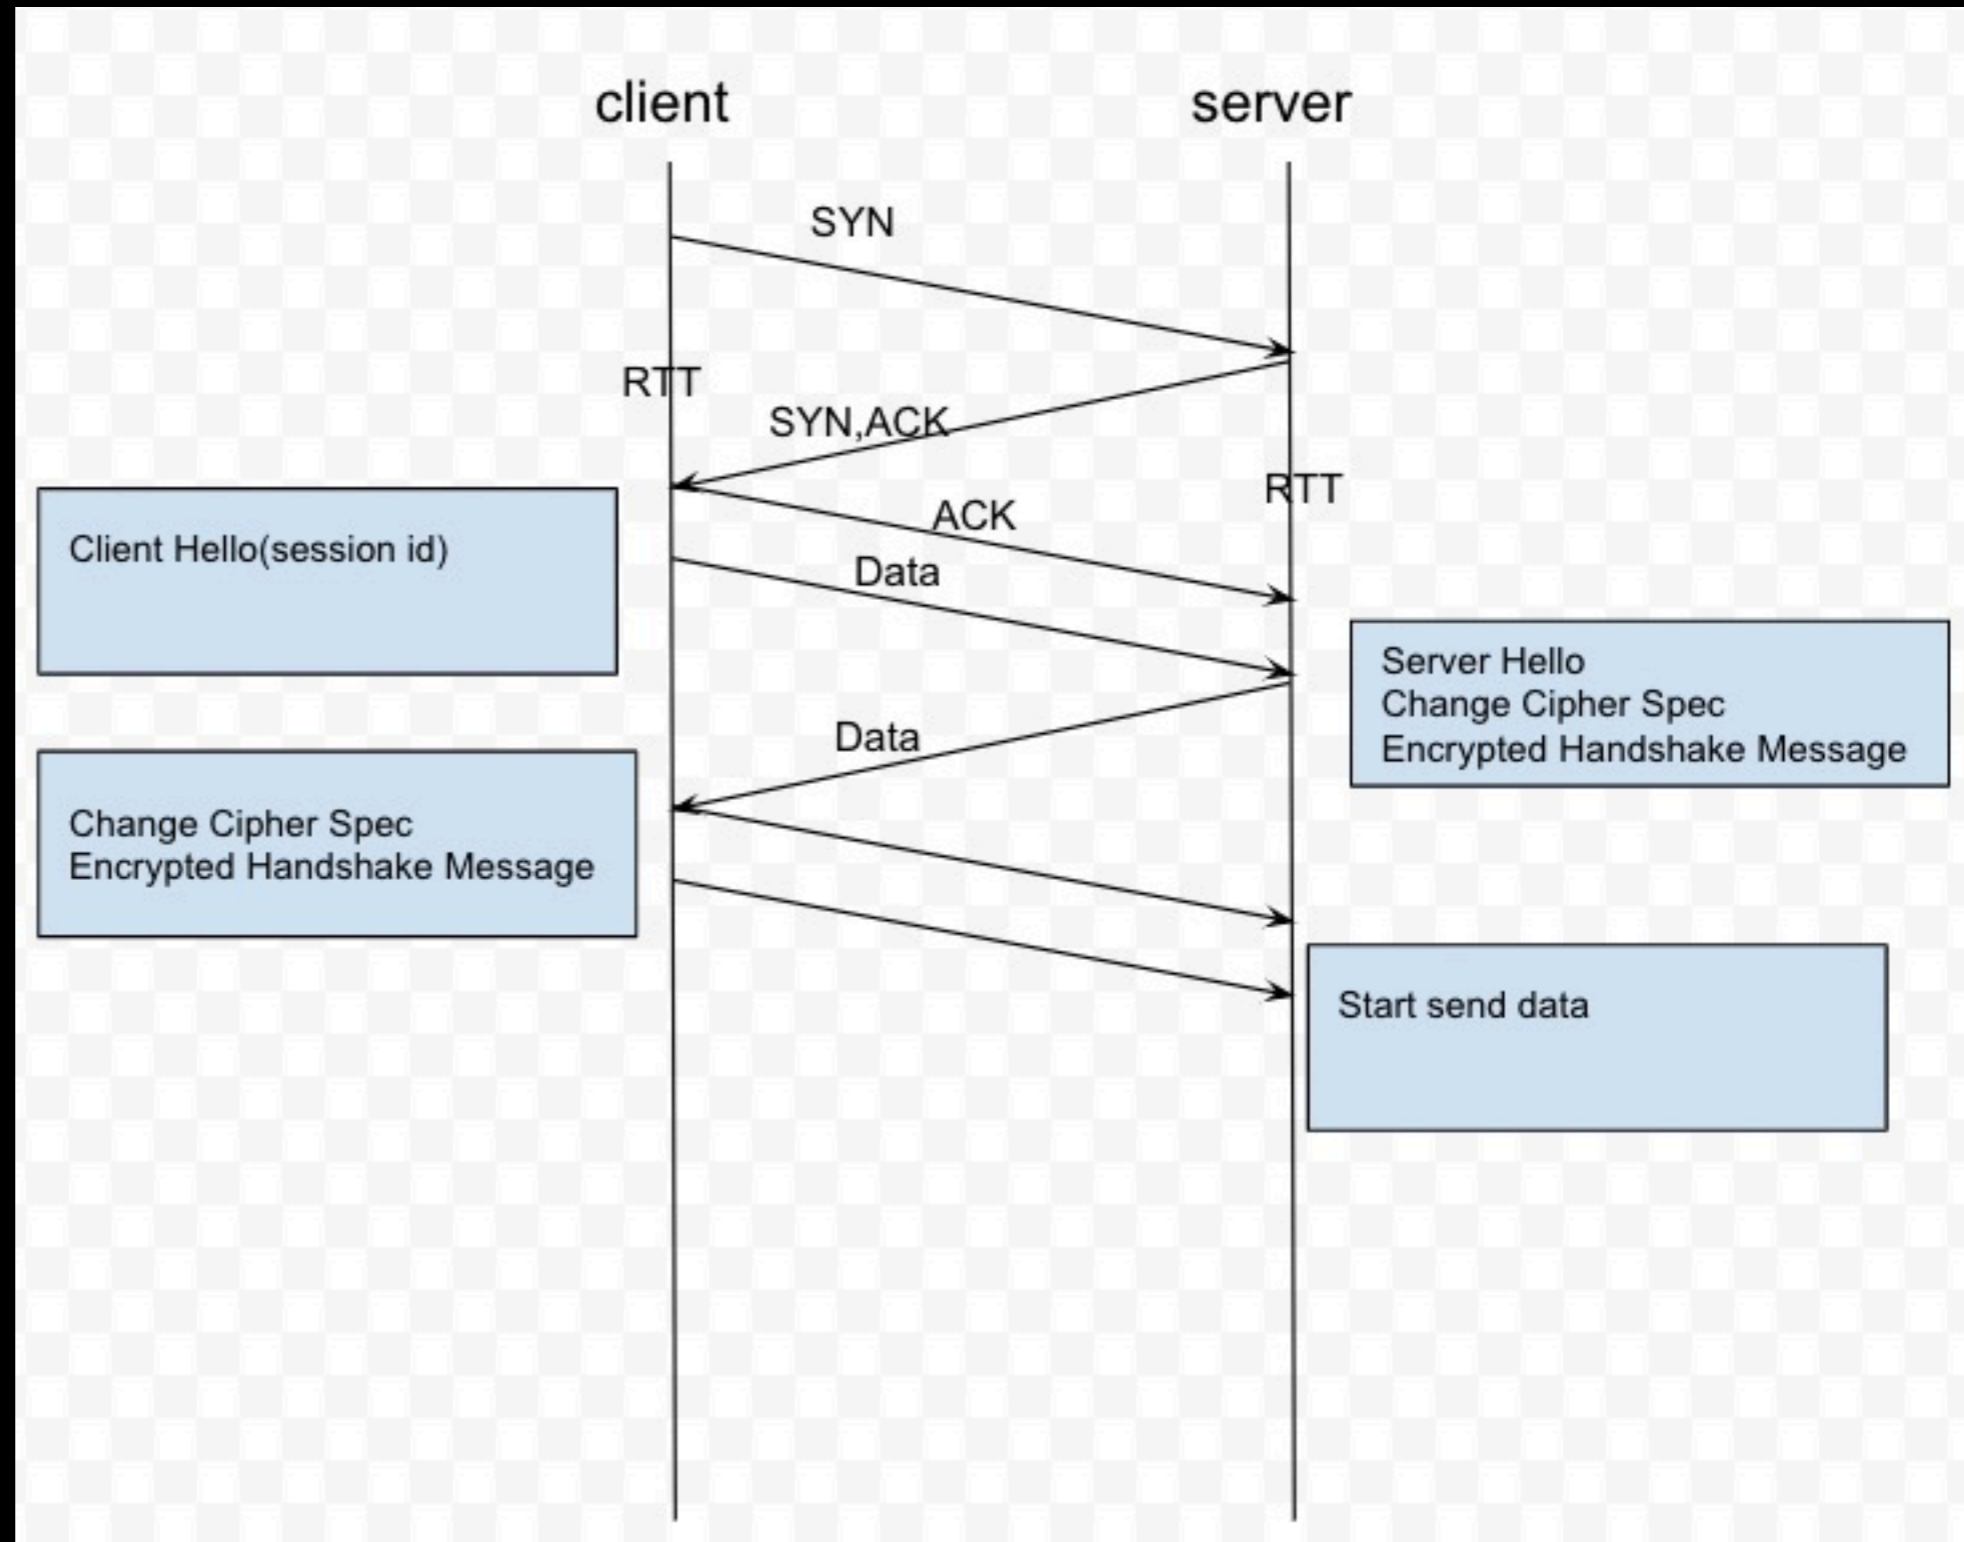 client
server
SYN
RTT
SYN,ACK
RTT
ACK
Client Hello(session id)
Data
Server Hello
Change Cipher Spec
Encrypted Handshake Message
Data
Change Cipher Spec
Encrypted Handshake Message
Start send data